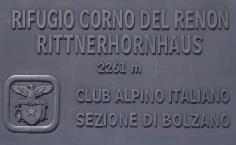 RIFUGIO CORNO DEL RENON
RITTNERHORNHAUS
2261 m
CLUB ALPINO ITALIANO
SEZIONE DI BOLZANO